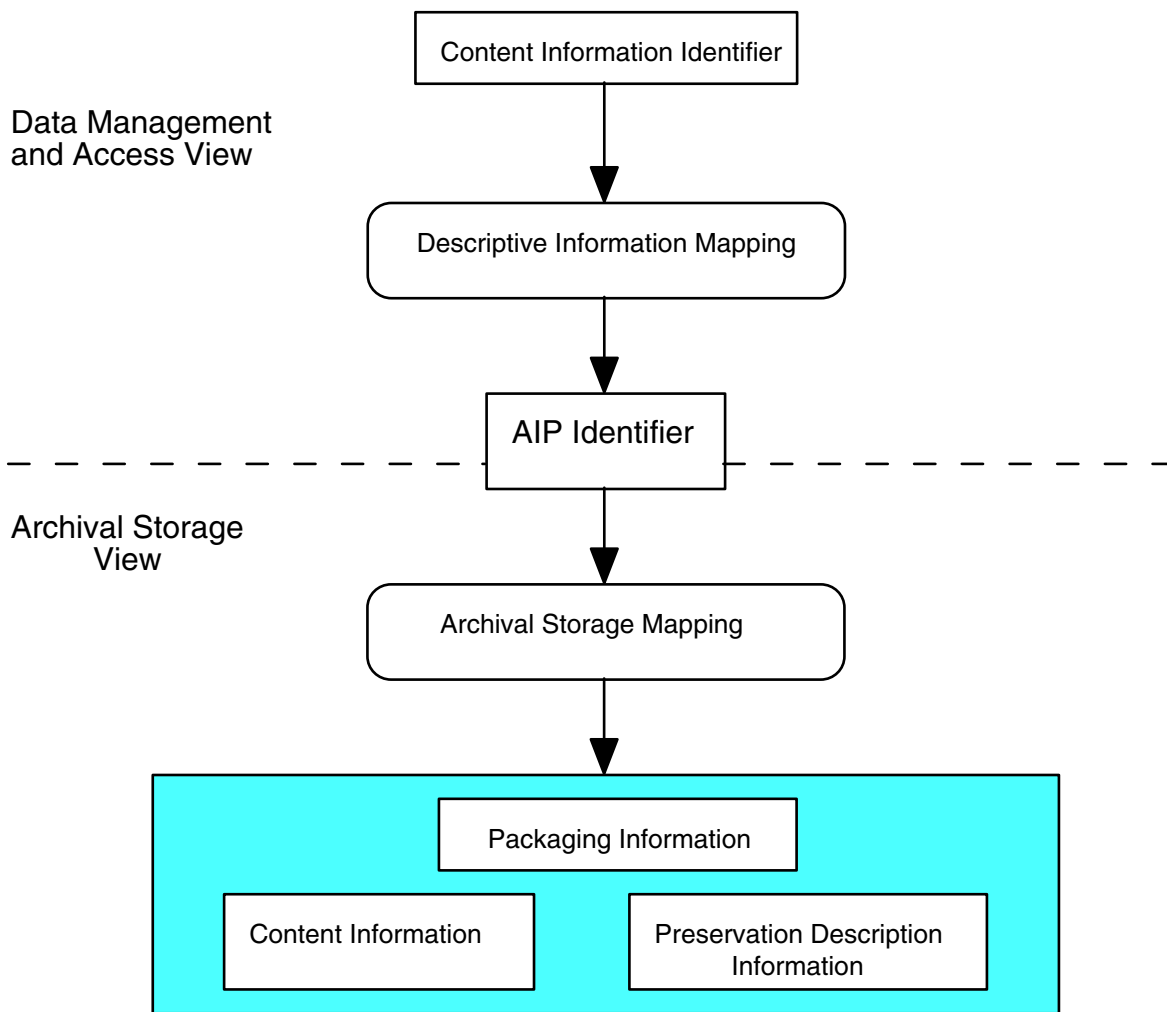 Content Information Identifier
Data Management
and Access View
Descriptive Information Mapping
AIP Identifier
Archival Storage
View
Archival Storage Mapping
Packaging Information
Content Information
Preservation Description
Information